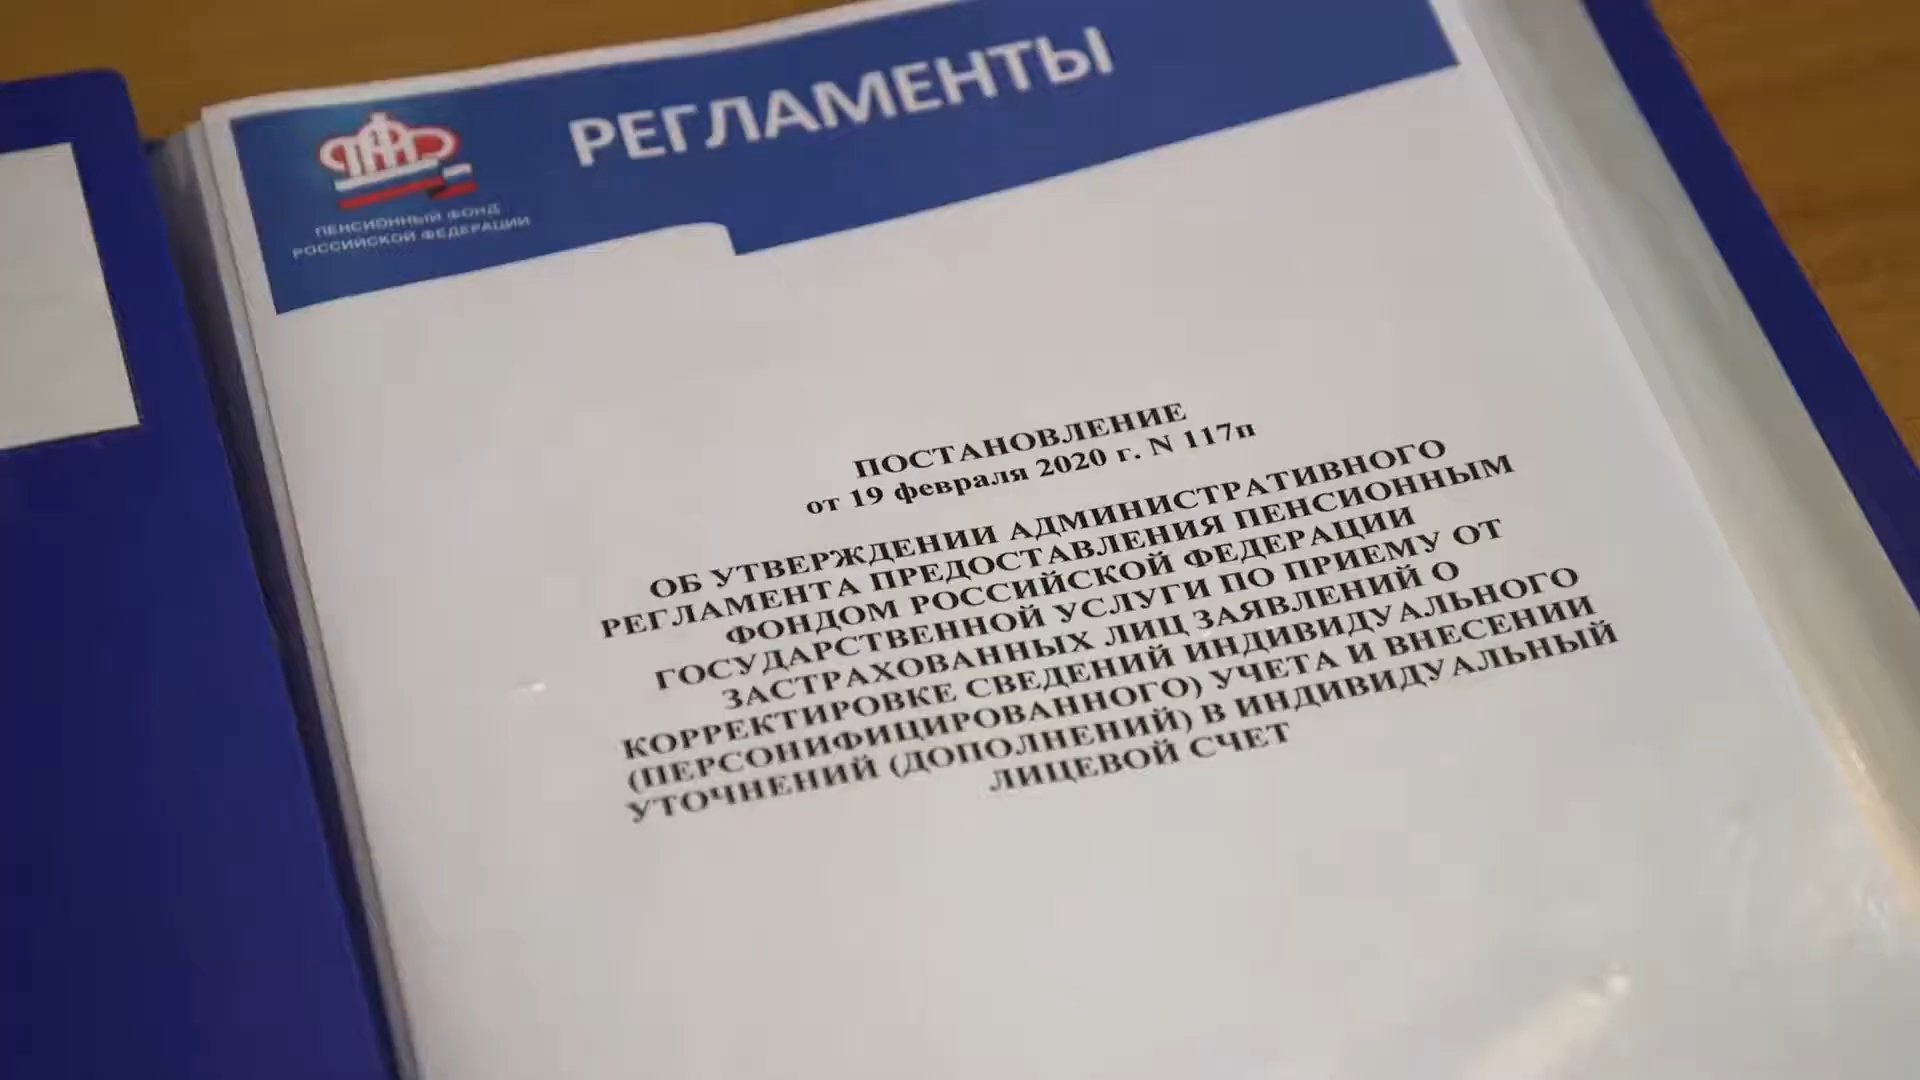 РЕГЛАМЕНТЫ
ПЕНСИОННЫЙ ФОНД
РОССИЙСКОЙ ФЕДЕРАЦИИ
ПОСТАНОВЛЕНИЕ
от 19 февраля 2020 г. N 117п
ОБ УТВЕРЖДЕНИИ АДМИНИСТРАТИВНОГО
РЕГЛАМЕНТА ПРЕДОСТАВЛЕНИЯ ПЕНСИОННЫМ
ФОНДОМ РОССИЙСКОЙ ФЕДЕРАЦИИ
ГОСУДАРСТВЕННОЙ УСЛУГИ ПО ПРИЕМУ ОТ
ЗАСТРАХОВАННЫХ ЛИЦ ЗАЯВЛЕНИЙ О
КОРРЕКТИРОВКЕ СВЕДЕНИЙ ИНДИВИДУАЛЬНОГО
(ПЕРСОНИФИЦИРОВАННОГО) УЧЕТА И ВНЕСЕНИИ
УТОЧНЕНИЙ (ДОПОЛНЕНИЙ) В ИНДИВИДУАЛЬНЫЙ
ЛИЦЕВОЙ СЧЕТ